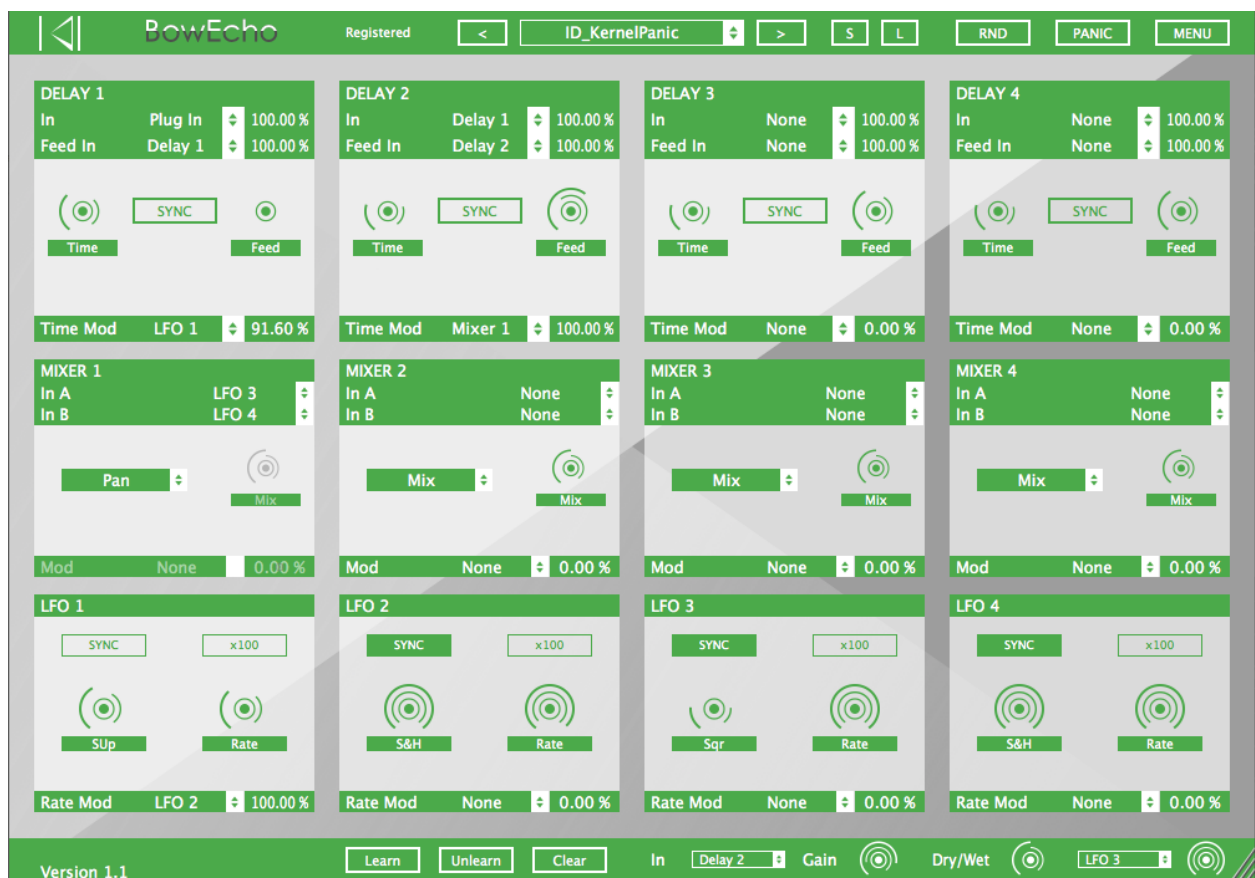 BowEcho Registered < ID_KernelPanic > S L RND PANIC MENU
DELAY 1
In Plug In 100.00 %
Feed In Delay 1 100.00 %
SYNC
Time Feed
Time Mod LFO 1 91.60 %
DELAY 2
In Delay 1 100.00 %
Feed In Delay 2 100.00 %
SYNC
Time Feed
Time Mod Mixer 1 100.00 %
DELAY 3
In None 100.00 %
Feed In None 100.00 %
SYNC
Time Feed
Time Mod None 0.00 %
DELAY 4
In None 100.00 %
Feed In None 100.00 %
SYNC
Time Feed
Time Mod None 0.00 %
MIXER 1
In A LFO 3
In B LFO 4
Pan
Mix
Mod None 0.00 %
MIXER 2
In A None
In B None
Mix
Mix
Mod None 0.00 %
MIXER 3
In A None
In B None
Mix
Mix
Mod None 0.00 %
MIXER 4
In A None
In B None
Mix
Mix
Mod None 0.00 %
LFO 1
SYNC x100
SUp Rate
Rate Mod LFO 2 100.00 %
LFO 2
SYNC x100
S&H Rate
Rate Mod None 0.00 %
LFO 3
SYNC x100
Sqr Rate
Rate Mod None 0.00 %
LFO 4
SYNC x100
S&H Rate
Rate Mod None 0.00 %
Version 1.1 Learn Unlearn Clear In Delay 2 Gain Dry/Wet LFO 3